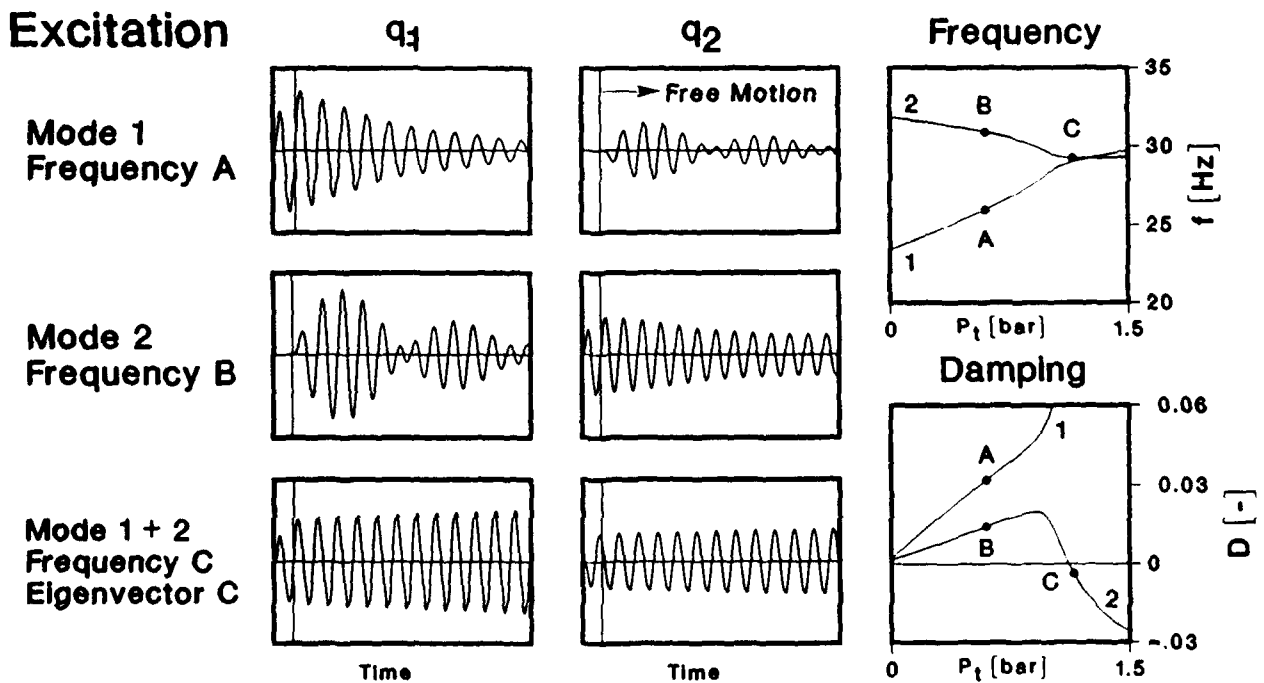 Excitation
q1
q2
Frequency
Mode 1
Frequency A
Free Motion
35
30
25
20
f [Hz]
2
B
C
A
1
0
Pt [bar]
1.5
Mode 2
Frequency B
Damping
0.06
0.03
0
-.03
D [-]
1
A
B
C
2
0
Pt [bar]
1.5
Mode 1 + 2
Frequency C
Eigenvector C
Time
Time